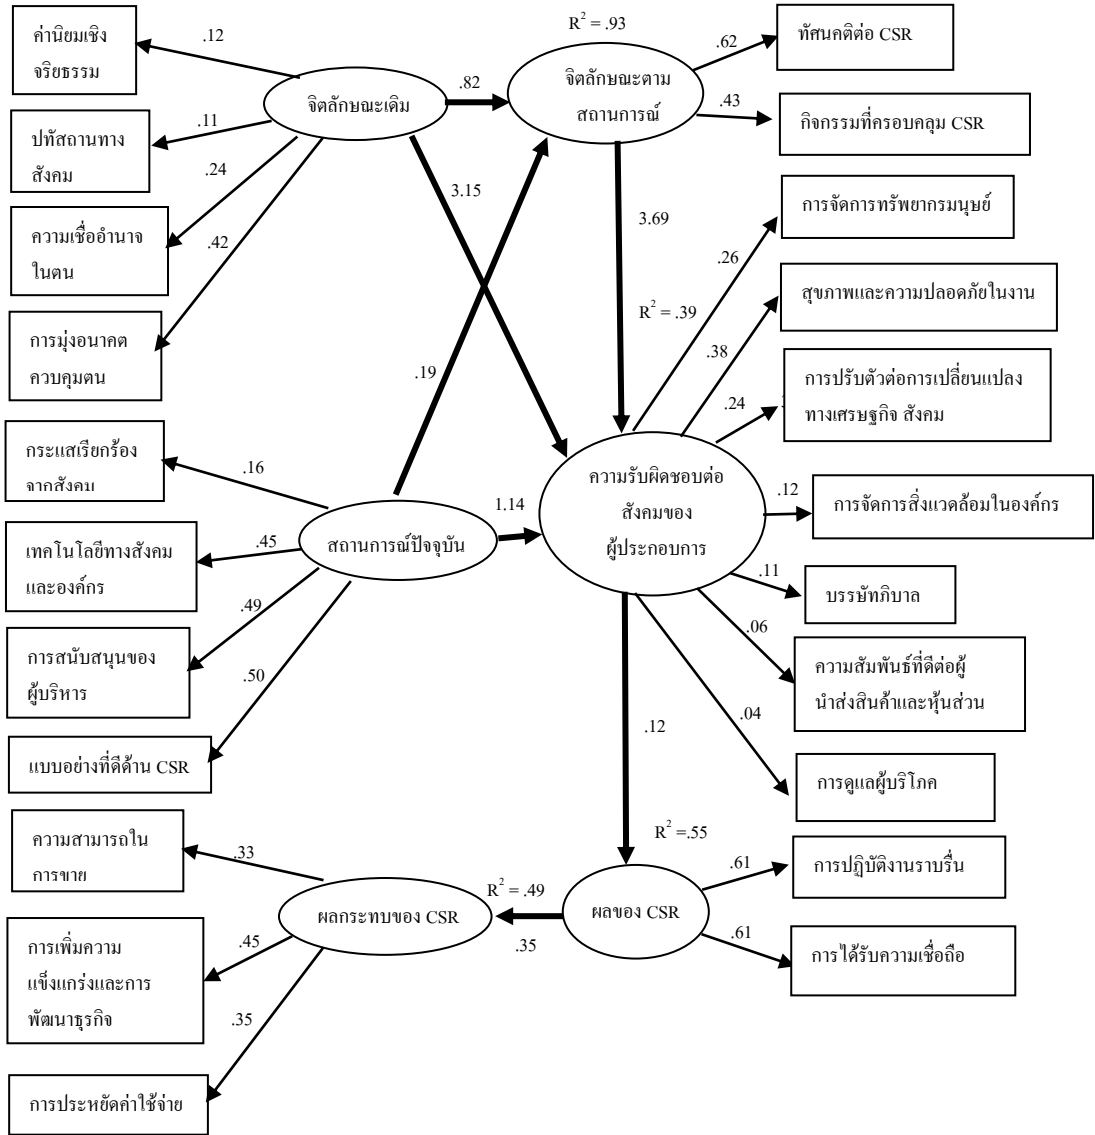 R² = .93
ค่านิยมเชิง
จริยธรรม
.12
จิตลักษณะเดิม
.82
จิตลักษณะตาม
สถานการณ์
.62
ทัศนคติต่อ CSR
.43
กิจกรรมที่ครอบคลุม CSR
ปทัสถานทาง
สังคม
.11
.24
ความเชื่ออำนาจ
ในตน
.42
การมุ่งอนาคต
ควบคุมตน
3.15
3.69
.19
.26
การจัดการทรัพยากรมนุษย์
R² = .39
.38
สุขภาพและความปลอดภัยในงาน
.24
การปรับตัวต่อการเปลี่ยนแปลง
ทางเศรษฐกิจ สังคม
กระแสเรียกร้อง
จากสังคม
.16
สถานการณ์ปัจจุบัน
1.14
ความรับผิดชอบต่อ
สังคมของ
ผู้ประกอบการ
.12
การจัดการสิ่งแวดล้อมในองค์กร
เทคโนโลยีทางสังคม
และองค์กร
.45
.49
การสนับสนุนของ
ผู้บริหาร
.50
แบบอย่างที่ดีด้าน CSR
.11
บรรษัทภิบาล
.06
ความสัมพันธ์ที่ดีต่อผู้
นำส่งสินค้าและหุ้นส่วน
.04
การดูแลผู้บริโภค
.12
R² =.55
ความสามารถใน
การขาย
.33
ผลกระทบของ CSR
R² = .49
.35
ผลของ CSR
.61
การปฏิบัติงานราบรื่น
.61
การได้รับความเชื่อถือ
การเพิ่มความ
แข็งแกร่งและการ
พัฒนาธุรกิจ
.45
.35
การประหยัดค่าใช้จ่าย